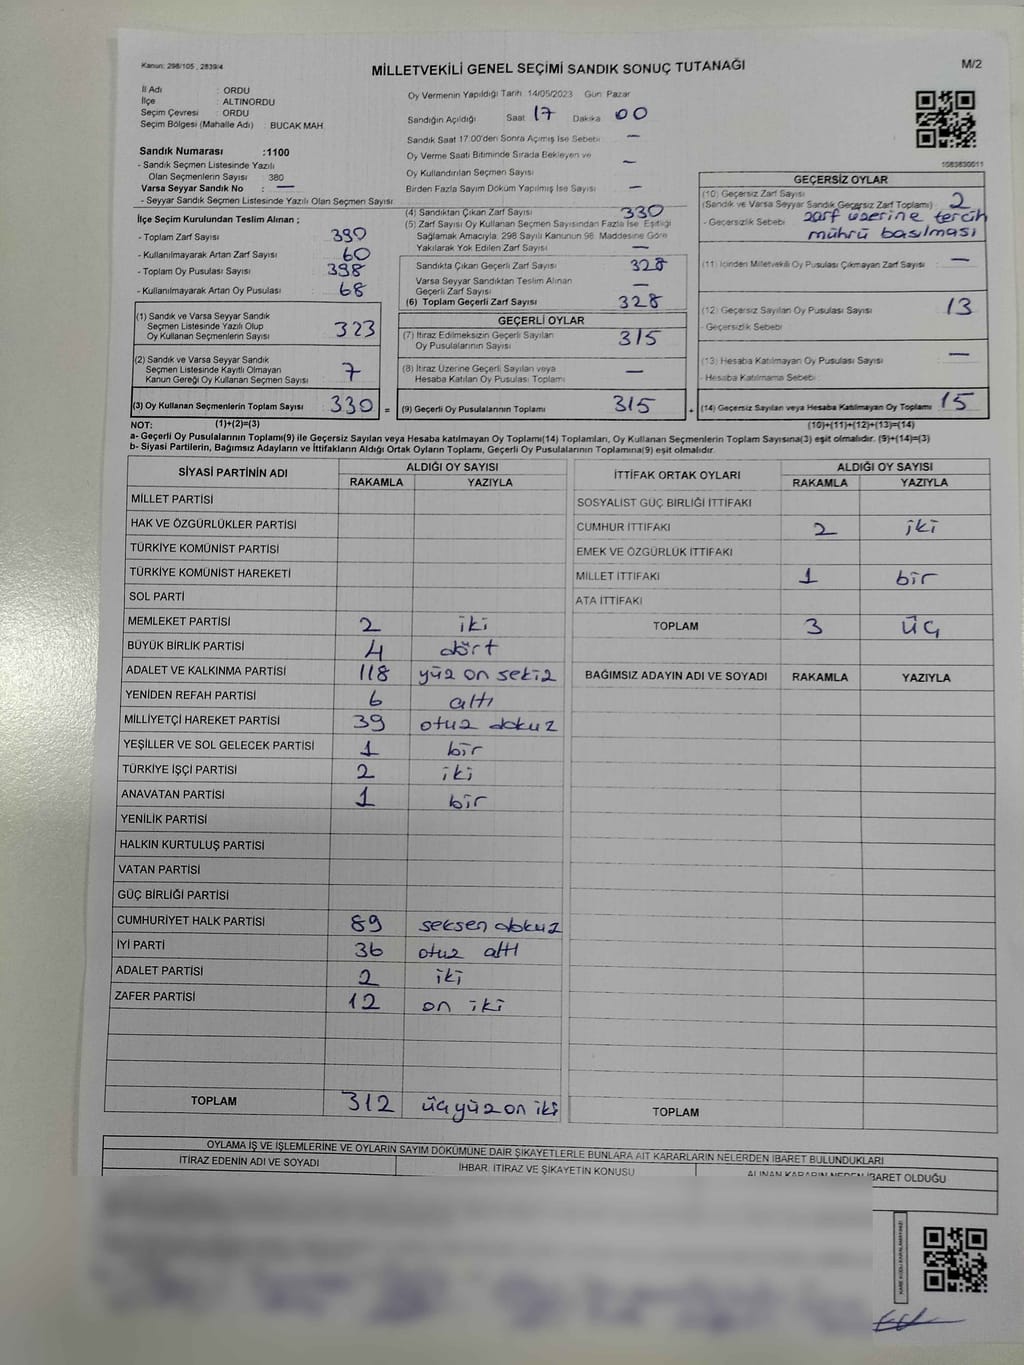 Kanun: 298/105 , 2839/4
MİLLETVEKİLİ GENEL SEÇİMİ SANDIK SONUÇ TUTANAĞI
M/2
İl Adı : ORDU
İlçe : ALTINORDU
Seçim Çevresi : ORDU
Seçim Bölgesi (Mahalle Adı) : BUCAK MAH.
Sandık Numarası :1100
- Sandık Seçmen Listesinde Yazılı
Olan Seçmenlerin Sayısı 380
Varsa Seyyar Sandık No : —
- Seyyar Sandık Seçmen Listesinde Yazılı Olan Seçmen Sayısı
Oy Vermenin Yapıldığı Tarih 14/05/2023 Gün Pazar
Sandığın Açıldığı Saat 17 Dakika 00
Sandık Saat 17:00'den Sonra Açılmış İse Sebebi —
Oy Verme Saati Bitiminde Sırada Bekleyen ve
Oy Kullandırılan Seçmen Sayısı —
Birden Fazla Sayım Döküm Yapılmış İse Sayısı —
1083830011
İlçe Seçim Kurulundan Teslim Alınan ;
- Toplam Zarf Sayısı 390
- Kullanılmayarak Artan Zarf Sayısı 60
- Toplam Oy Pusulası Sayısı 398
- Kullanılmayarak Artan Oy Pusulası 68
(1) Sandık ve Varsa Seyyar Sandık
Seçmen Listesinde Yazılı Olup
Oy Kullanan Seçmenlerin Sayısı 323
(2) Sandık ve Varsa Seyyar Sandık
Seçmen Listesinde Kayıtlı Olmayan
Kanun Gereği Oy Kullanan Seçmen Sayısı 7
(3) Oy Kullanan Seçmenlerin Toplam Sayısı 330 =
(4) Sandıktan Çıkan Zarf Sayısı 330
(5) Zarf Sayısı Oy Kullanan Seçmen Sayısından Fazla İse, Eşitliği
Sağlamak Amacıyla; 298 Sayılı Kanunun 98. Maddesine Göre
Yakılarak Yok Edilen Zarf Sayısı —
Sandıkta Çıkan Geçerli Zarf Sayısı 328
Varsa Seyyar Sandıktan Teslim Alınan
Geçerli Zarf Sayısı —
(6) Toplam Geçerli Zarf Sayısı 328
GEÇERLİ OYLAR
(7) İtiraz Edilmeksizin Geçerli Sayılan
Oy Pusulalarının Sayısı 315
(8) İtiraz Üzerine Geçerli Sayılan veya
Hesaba Katılan Oy Pusulası Toplamı —
(9) Geçerli Oy Pusulalarının Toplamı 315 +
GEÇERSİZ OYLAR
(10) Geçersiz Zarf Sayısı 2
(Sandık ve Varsa Seyyar Sandık Geçersiz Zarf Toplamı)
- Geçersizlik Sebebi zarf üzerine tercih
mührü basılması
(11) İçinden Milletvekili Oy Pusulası Çıkmayan Zarf Sayısı —
(12) Geçersiz Sayılan Oy Pusulası Sayısı 13
- Geçersizlik Sebebi
(13) Hesaba Katılmayan Oy Pusulası Sayısı —
- Hesaba Katılmama Sebebi
(14) Geçersiz Sayılan veya Hesaba Katılmayan Oy Toplamı 15
NOT: (1)+(2)=(3) (10)+(11)+(12)+(13)=(14)
a- Geçerli Oy Pusulalarının Toplamı(9) ile Geçersiz Sayılan veya Hesaba katılmayan Oy Toplamı(14) Toplamları, Oy Kullanan Seçmenlerin Toplam Sayısına(3) eşit olmalıdır. (9)+(14)=(3)
b- Siyasi Partilerin, Bağımsız Adayların ve İttifakların Aldığı Ortak Oyların Toplamı, Geçerli Oy Pusulalarının Toplamına(9) eşit olmalıdır.
SİYASİ PARTİNİN ADI ALDIĞI OY SAYISI
RAKAMLA YAZIYLA
MİLLET PARTİSİ
HAK VE ÖZGÜRLÜKLER PARTİSİ
TÜRKİYE KOMÜNİST PARTİSİ
TÜRKİYE KOMÜNİST HAREKETİ
SOL PARTİ
MEMLEKET PARTİSİ 2 iki
BÜYÜK BİRLİK PARTİSİ 4 dört
ADALET VE KALKINMA PARTİSİ 118 yüz on sekiz
YENİDEN REFAH PARTİSİ 6 altı
MİLLİYETÇİ HAREKET PARTİSİ 39 otuz dokuz
YEŞİLLER VE SOL GELECEK PARTİSİ 1 bir
TÜRKİYE İŞÇİ PARTİSİ 2 iki
ANAVATAN PARTİSİ 1 bir
YENİLİK PARTİSİ
HALKIN KURTULUŞ PARTİSİ
VATAN PARTİSİ
GÜÇ BİRLİĞİ PARTİSİ
CUMHURİYET HALK PARTİSİ 89 seksen dokuz
İYİ PARTİ 36 otuz altı
ADALET PARTİSİ 2 iki
ZAFER PARTİSİ 12 on iki
TOPLAM 312 üçyüz on iki
İTTİFAK ORTAK OYLARI ALDIĞI OY SAYISI
RAKAMLA YAZIYLA
SOSYALİST GÜÇ BİRLİĞİ İTTİFAKI
CUMHUR İTTİFAKI 2 iki
EMEK VE ÖZGÜRLÜK İTTİFAKI
MİLLET İTTİFAKI 1 bir
ATA İTTİFAKI
TOPLAM 3 üç
BAĞIMSIZ ADAYIN ADI VE SOYADI RAKAMLA YAZIYLA
TOPLAM
OYLAMA İŞ VE İŞLEMLERİNE VE OYLARIN SAYIM DÖKÜMÜNE DAİR ŞİKAYETLERLE BUNLARA AİT KARARLARIN NELERDEN İBARET BULUNDUKLARI
İTİRAZ EDENİN ADI VE SOYADI İHBAR, İTİRAZ VE ŞİKAYETİN KONUSU ALINAN KARARIN NEDEN İBARET OLDUĞU
KARE KODU KARALAMAYINIZ!